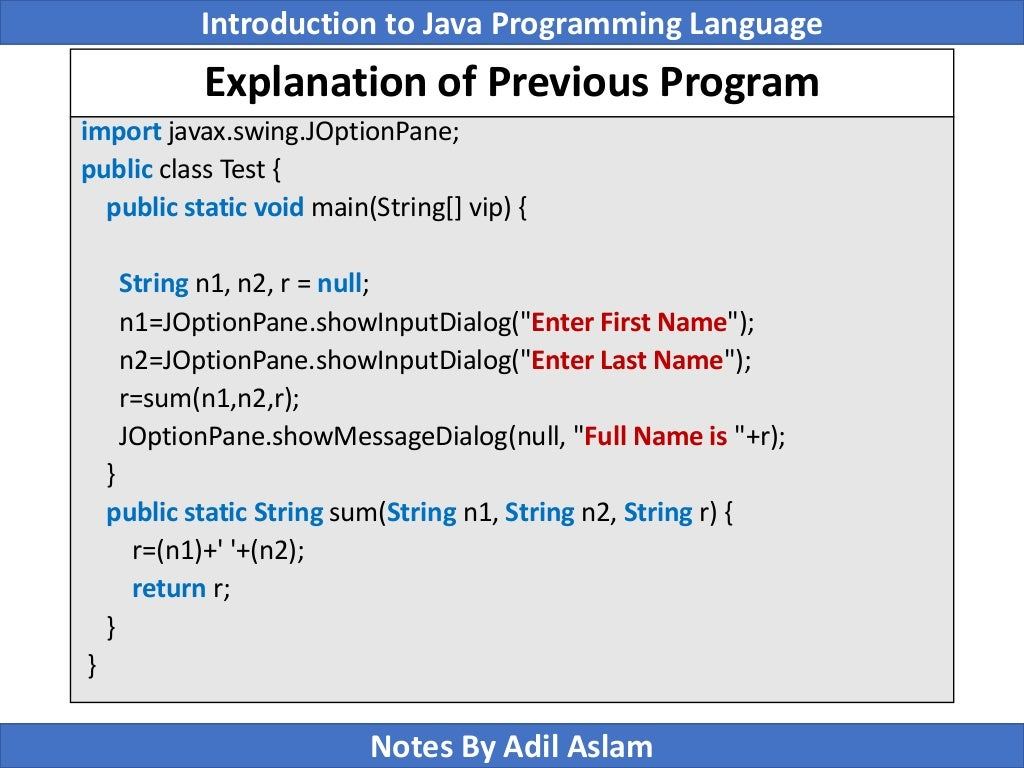 Introduction to Java Programming Language
Explanation of Previous Program
import javax.swing.JOptionPane;
public class Test {
public static void main(String[] vip) {
String n1, n2, r = null;
n1=JOptionPane.showInputDialog("Enter First Name");
n2=JOptionPane.showInputDialog("Enter Last Name");
r=sum(n1,n2,r);
JOptionPane.showMessageDialog(null, "Full Name is "+r);
}
public static String sum(String n1, String n2, String r) {
r=(n1)+' '+(n2);
return r;
}
}
Notes By Adil Aslam